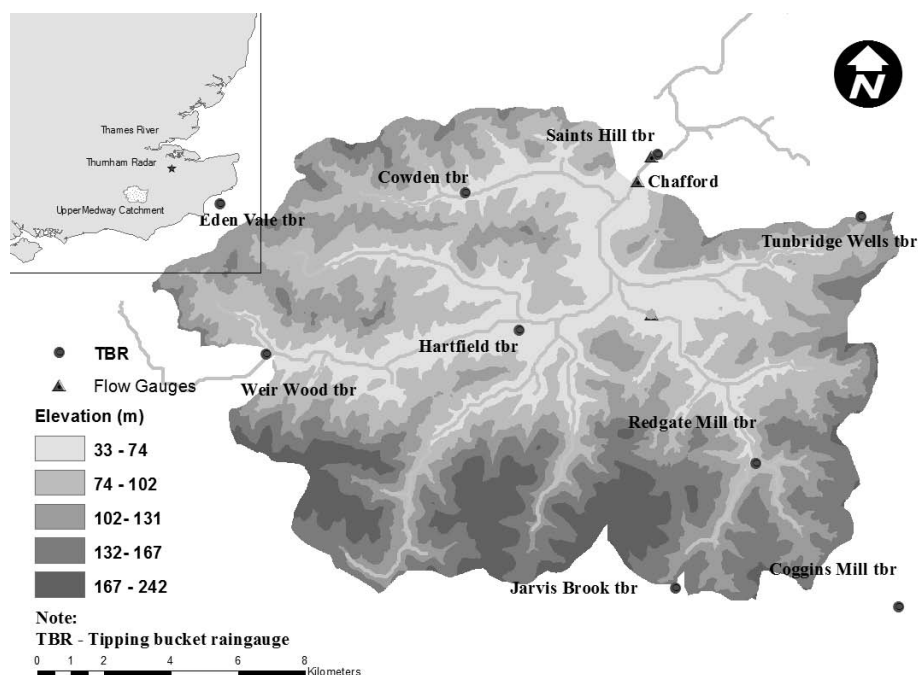 Thames River
Thurnham Radar
Upper Medway Catchment
N
Saints Hill tbr
Chafford
Cowden tbr
Eden Vale tbr
Tunbridge Wells tbr
Hartfield tbr
Weir Wood tbr
Redgate Mill tbr
Coggins Mill tbr
Jarvis Brook tbr
TBR
Flow Gauges
Elevation (m)
33 - 74
74 - 102
102- 131
132- 167
167 - 242
Note:
TBR - Tipping bucket raingauge
0 1 2 4 6 8
Kilometers